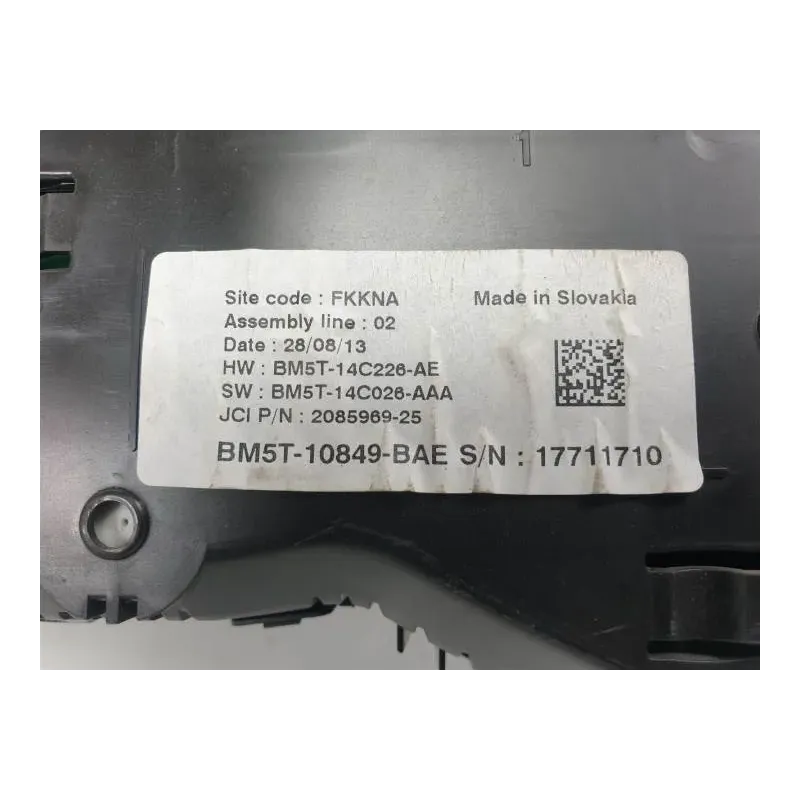 1
Site code : FKKNA Made in Slovakia
Assembly line : 02
Date : 28/08/13
HW : BM5T-14C226-AE
SW : BM5T-14C026-AAA
JCI P/N : 2085969-25
BM5T-10849-BAE S/N : 17711710